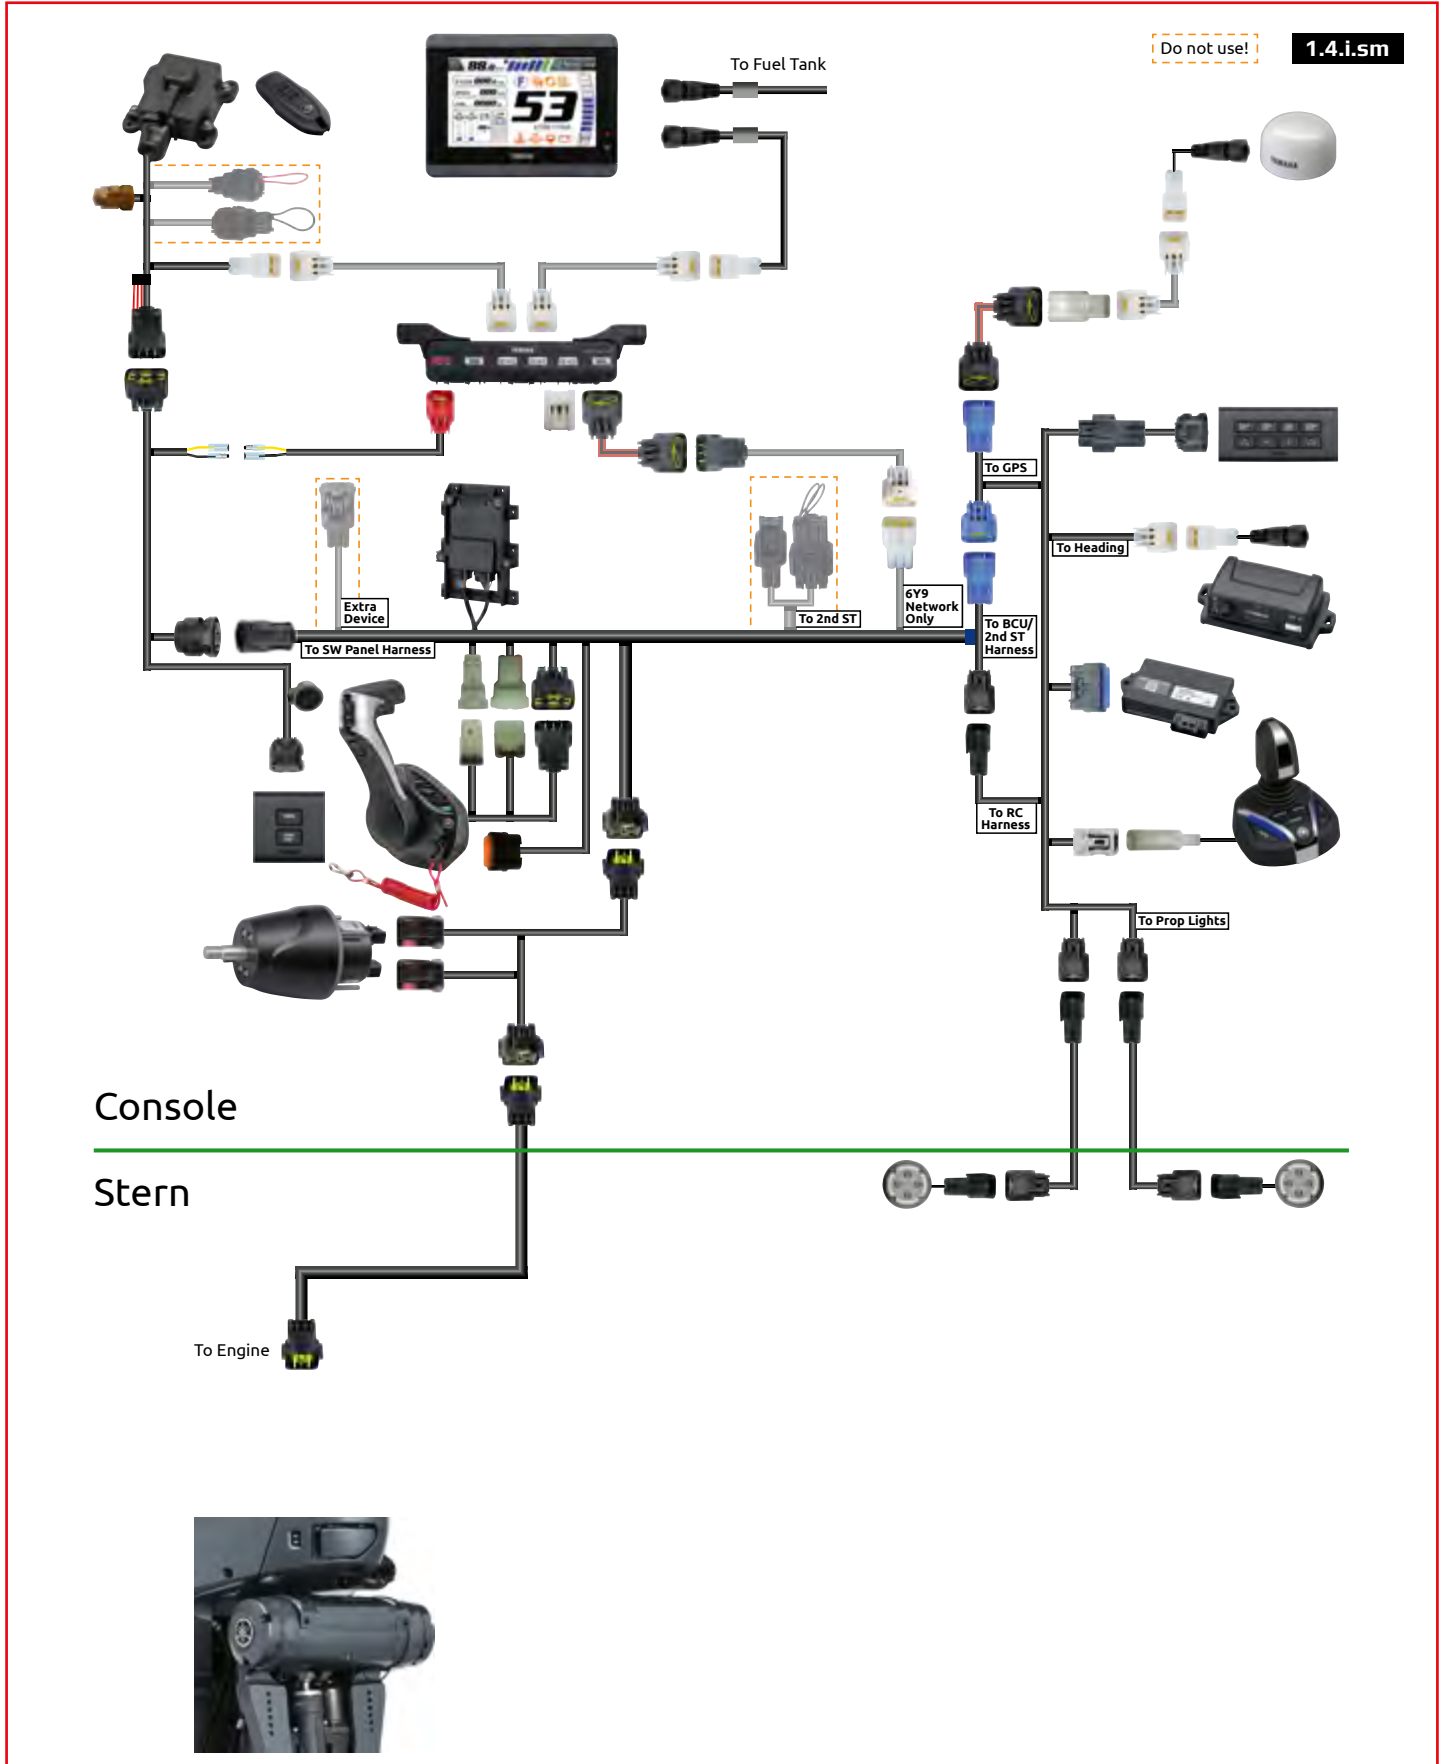 Do not use!
1.4.i.sm
To Fuel Tank
53
YAMAHA
To GPS
To Heading
Extra
Device
To 2nd ST
6Y9
Network
Only
To BCU/
2nd ST
Harness
To SW Panel Harness
To RC
Harness
To Prop Lights
Console
Stern
To Engine